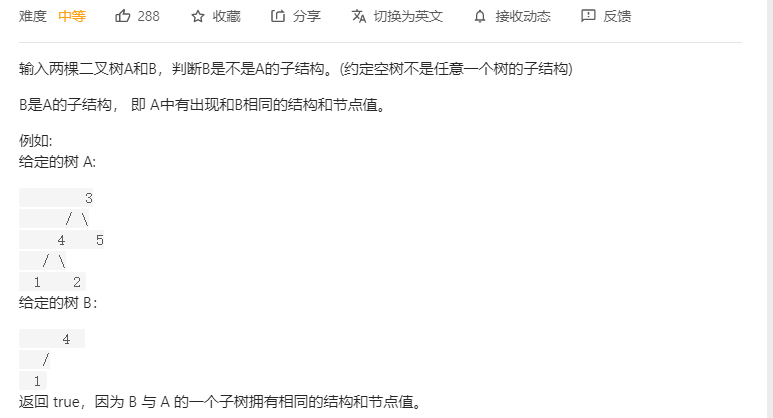 难度 中等 288 收藏 分享 切换为英文 接收动态 反馈
输入两棵二叉树A和B，判断B是不是A的子结构。(约定空树不是任意一个树的子结构)
B是A的子结构， 即 A中有出现和B相同的结构和节点值。
例如:
给定的树 A:
3
/ \
4 5
/ \
1 2
给定的树 B：
4
/
1
返回 true，因为 B 与 A 的一个子树拥有相同的结构和节点值。